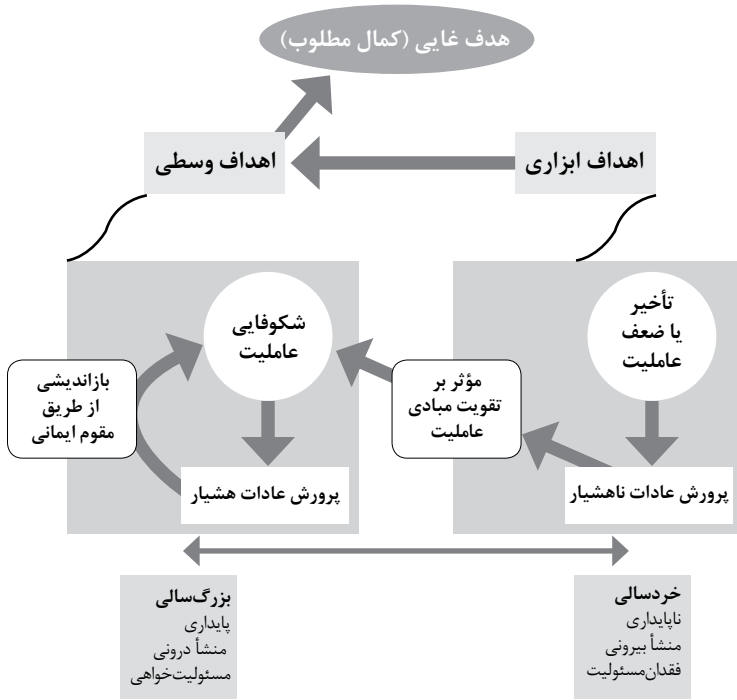 هدف غایی (کمال مطلوب)
اهداف ابزاری
اهداف وسطی
تأخیر
یا ضعف
عاملیت
شکوفایی
عاملیت
مؤثر بر
تقویت مبادی
عاملیت
بازاندیشی
از طریق
مقوم ایمانی
پرورش عادات ناهشیار
پرورش عادات هشیار
خردسالی
ناپایداری
منشأ بیرونی
فقدان‌مسئولیت
بزرگ‌سالی
پایداری
منشأ درونی
مسئولیت‌خواهی